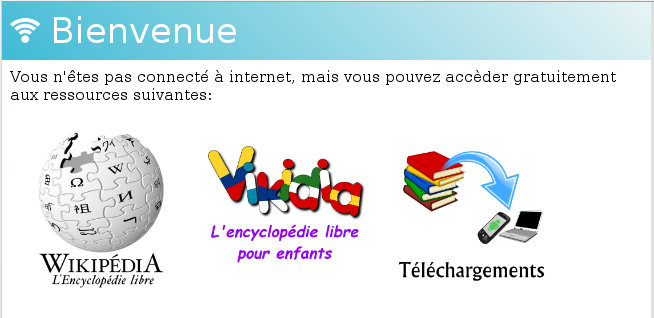 Bienvenue
Vous n'êtes pas connecté à internet, mais vous pouvez accèder gratuitement
aux ressources suivantes:
WIKIPÉDIA
L'Encyclopédie libre
Vikidia
L'encyclopédie libre
pour enfants
Téléchargements